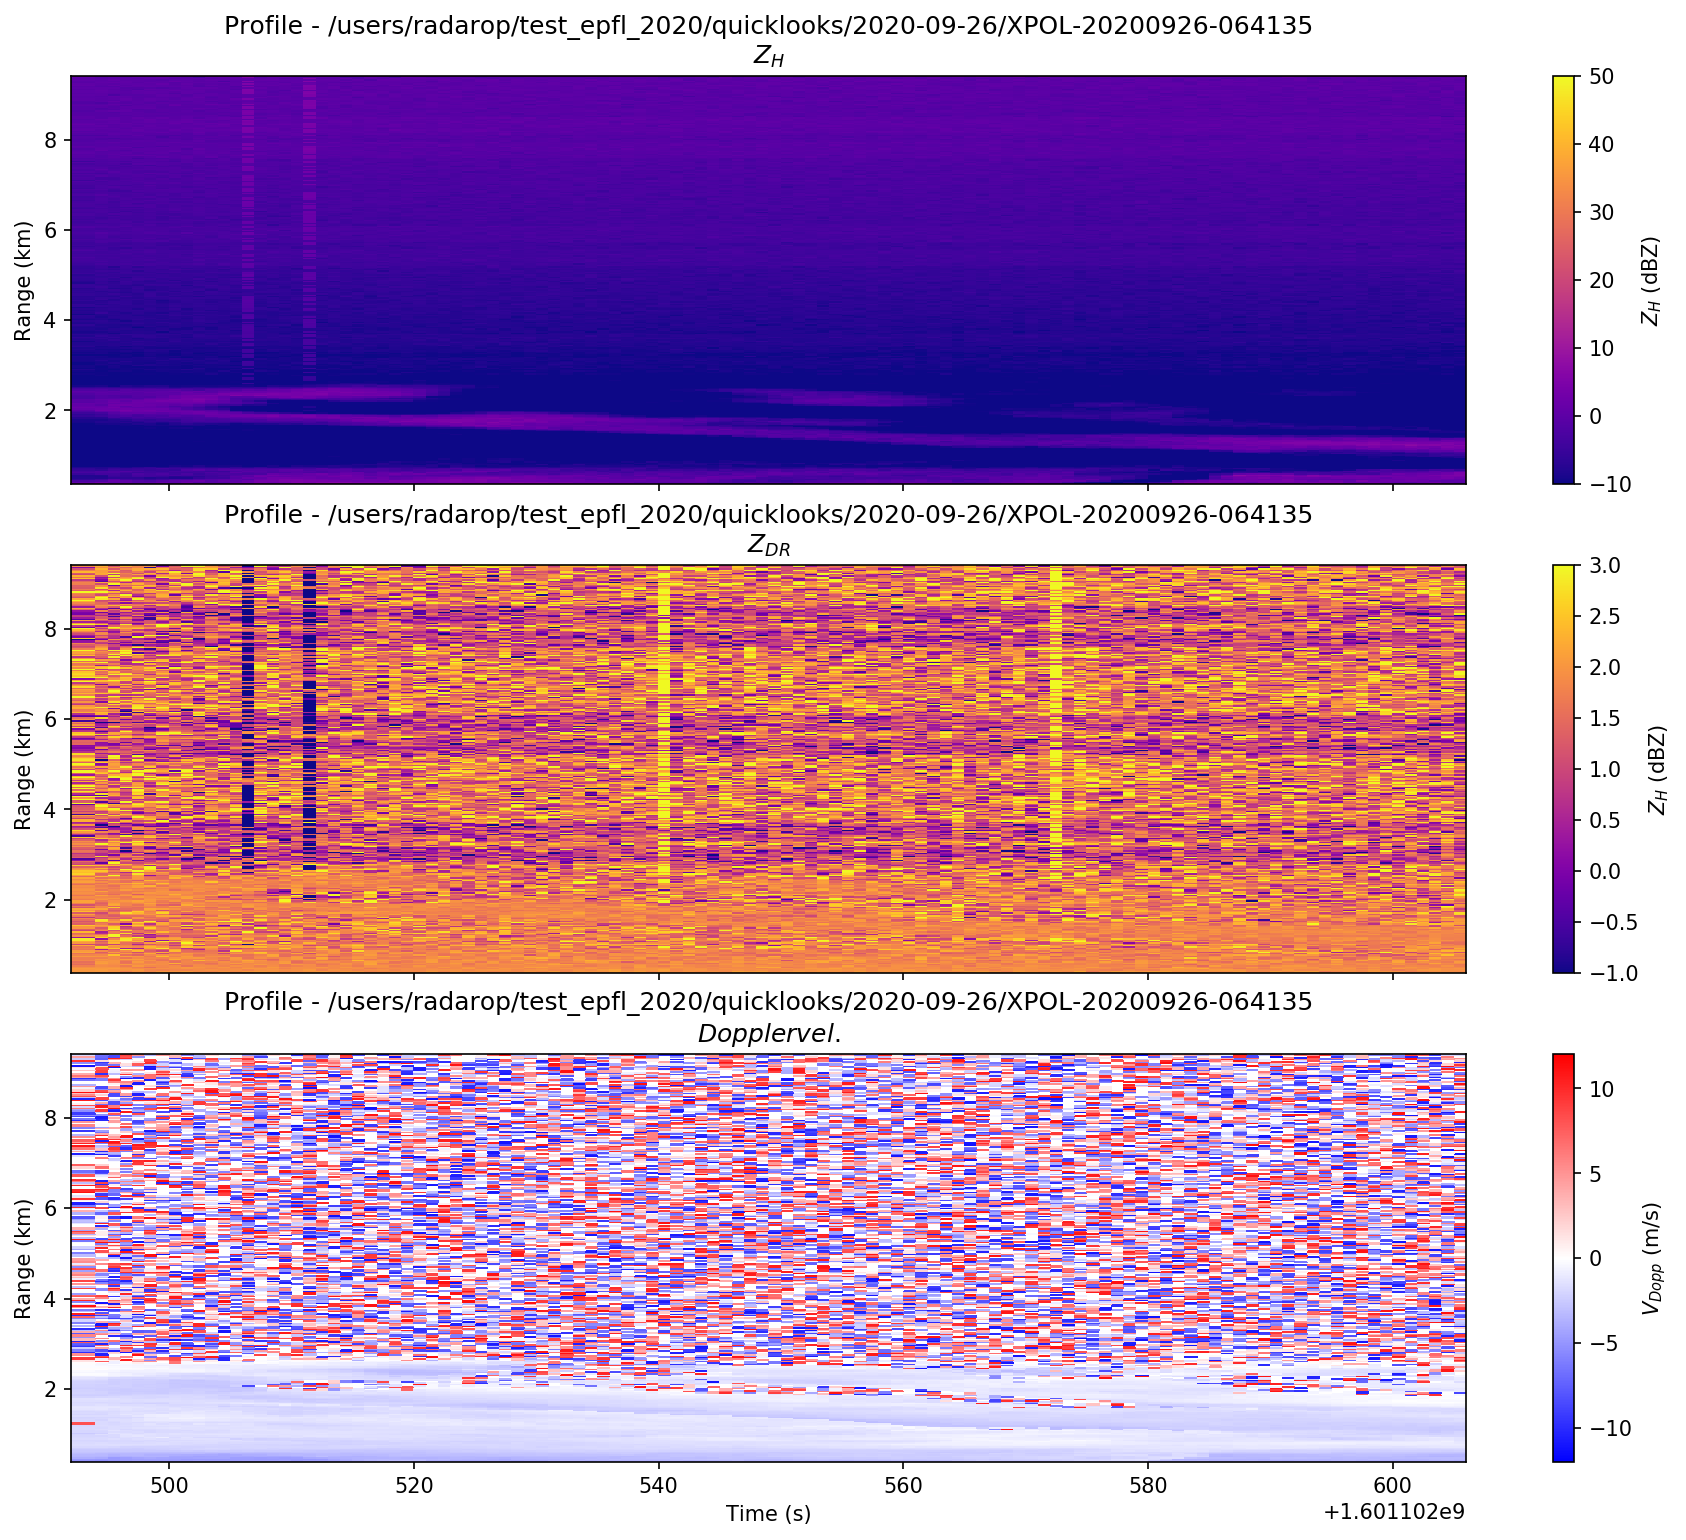 Profile - /users/radarop/test_epfl_2020/quicklooks/2020-09-26/XPOL-20200926-064135
Z_H
8
6
4
2
Range (km)
50
40
30
20
10
0
−10
Z_H (dBZ)
Profile - /users/radarop/test_epfl_2020/quicklooks/2020-09-26/XPOL-20200926-064135
Z_DR
8
6
4
2
Range (km)
3.0
2.5
2.0
1.5
1.0
0.5
0.0
−0.5
−1.0
Z_H (dBZ)
Profile - /users/radarop/test_epfl_2020/quicklooks/2020-09-26/XPOL-20200926-064135
Dopplervel.
8
6
4
2
Range (km)
10
5
0
−5
−10
V_Dopp (m/s)
500 520 540 560 580 600
Time (s)
+1.601102e9